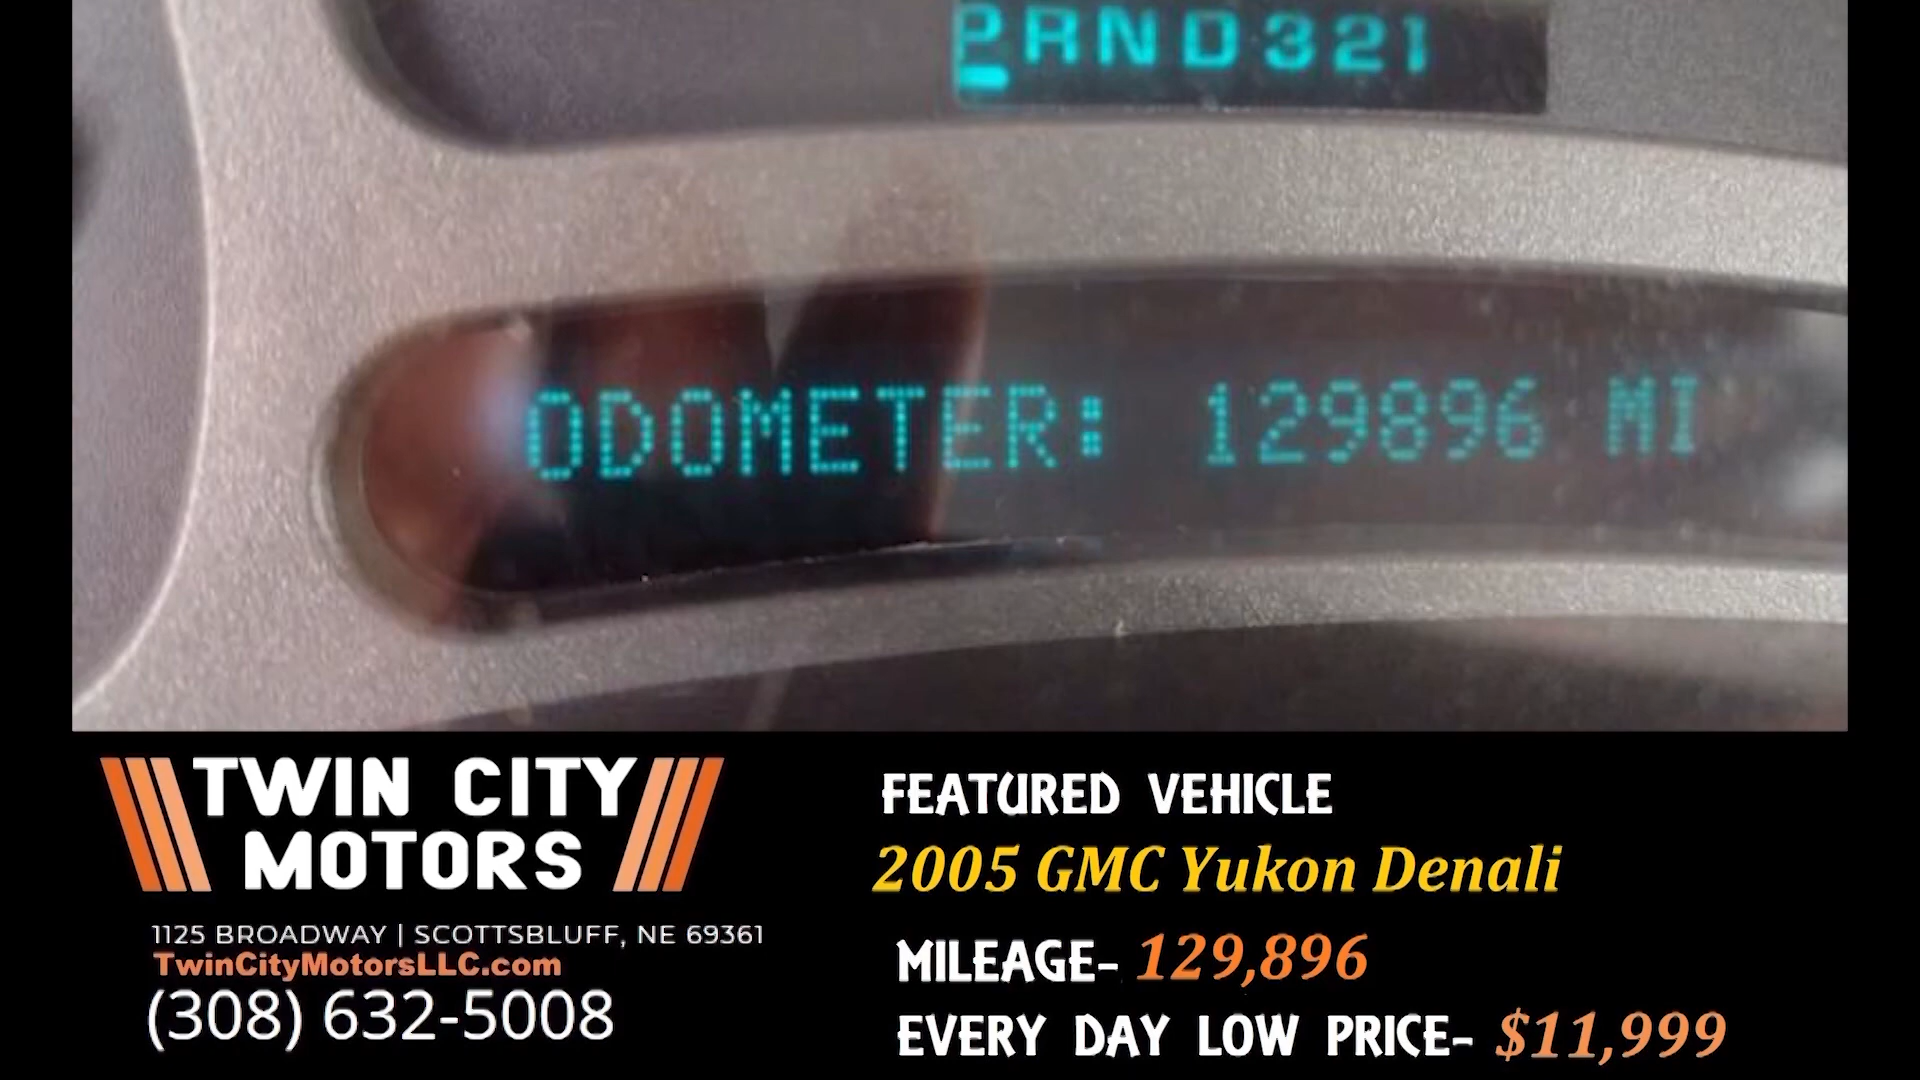 PRND321
ODOMETER: 129896 MI
TWIN CITY
MOTORS
1125 BROADWAY | SCOTTSBLUFF, NE 69361
TwinCityMotorsLLC.com
(308) 632-5008
FEATURED VEHICLE
2005 GMC Yukon Denali
MILEAGE- 129,896
EVERY DAY LOW PRICE- $11,999